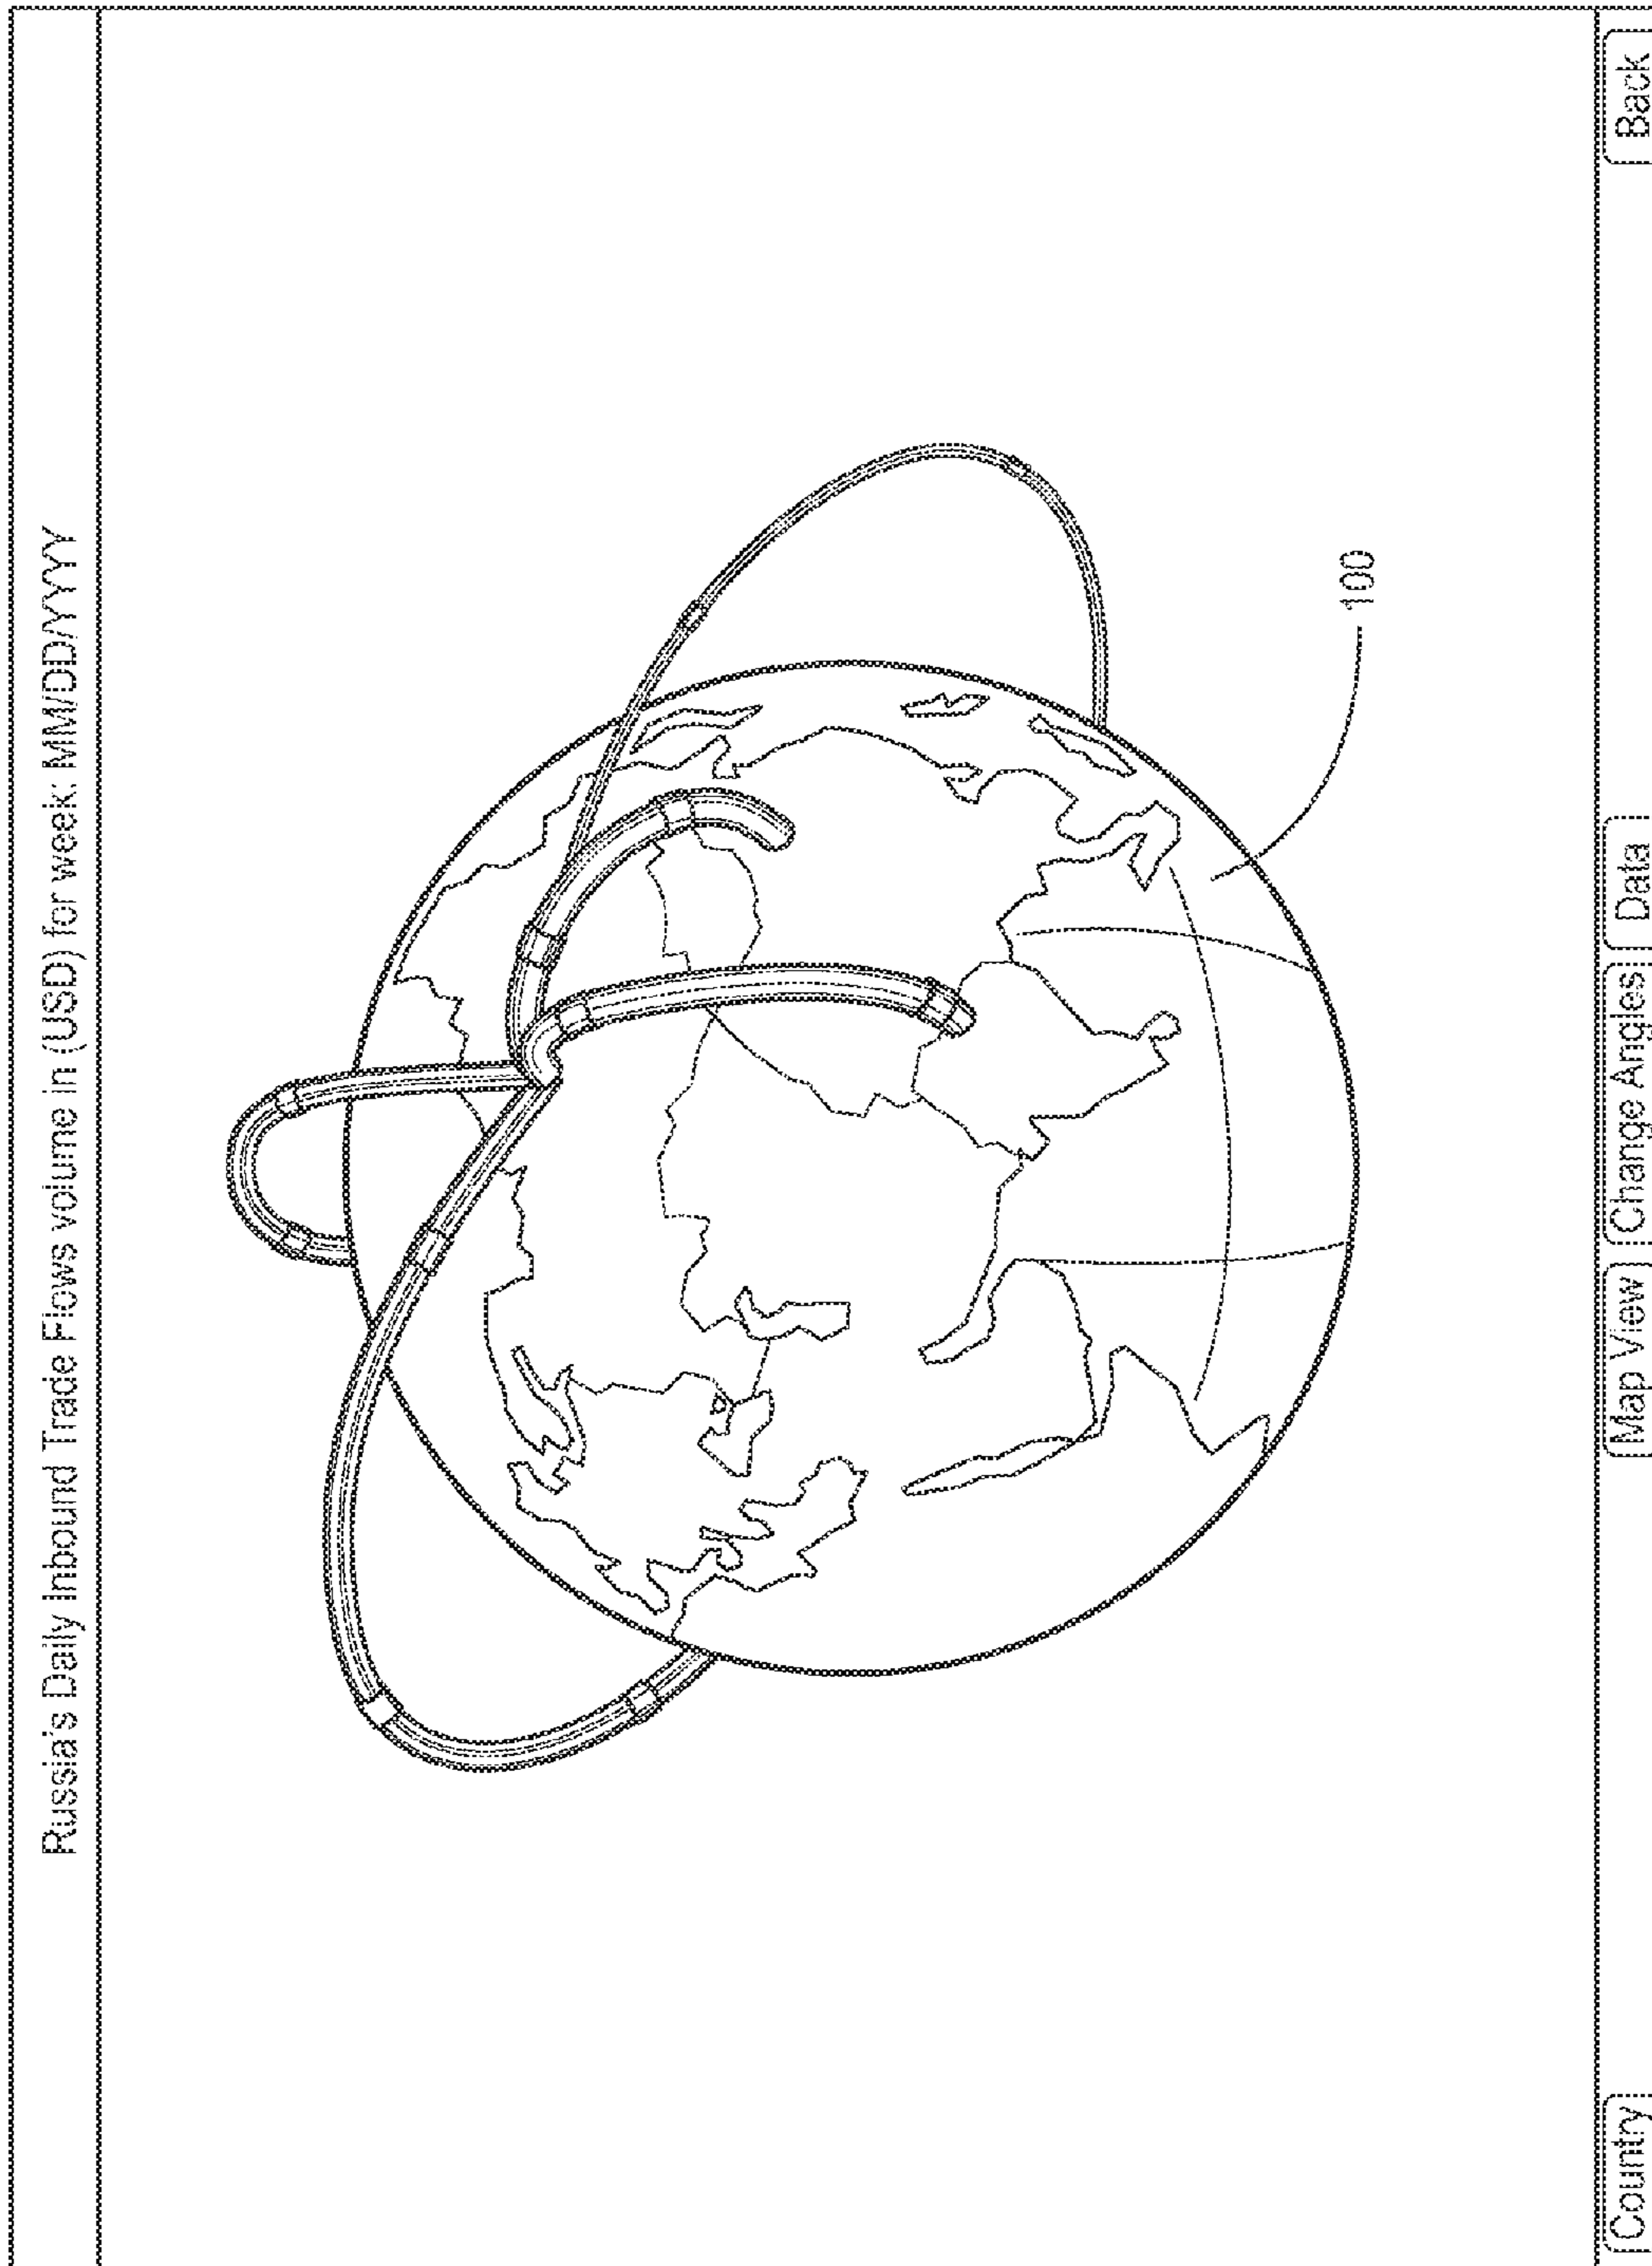 Russia's Daily Inbound Trade Flows volume in (USD) for week: MM/DD/YYYY
100
Country
Map View
Change Angles
Data
Back